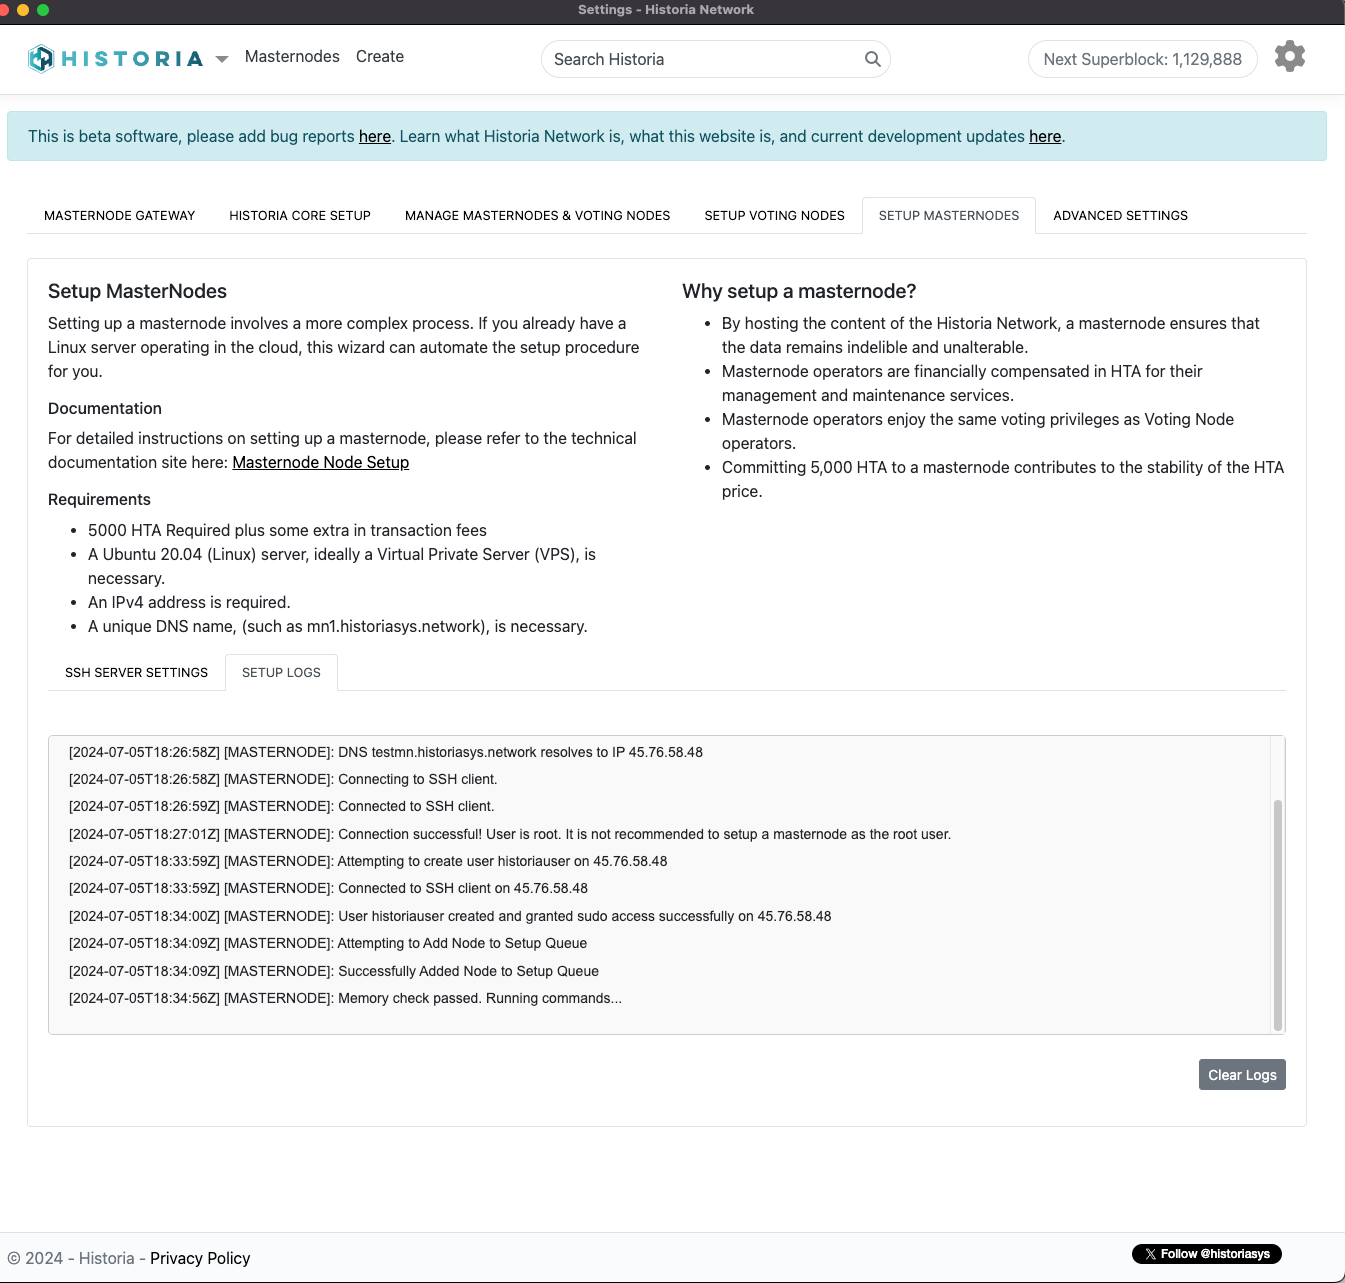 Settings - Historia Network
HISTORIA
Masternodes
Create
Search Historia
Next Superblock: 1,129,888
This is beta software, please add bug reports here. Learn what Historia Network is, what this website is, and current development updates here.
MASTERNODE GATEWAY
HISTORIA CORE SETUP
MANAGE MASTERNODES & VOTING NODES
SETUP VOTING NODES
SETUP MASTERNODES
ADVANCED SETTINGS
Setup MasterNodes
Setting up a masternode involves a more complex process. If you already have a
Linux server operating in the cloud, this wizard can automate the setup procedure
for you.
Documentation
For detailed instructions on setting up a masternode, please refer to the technical
documentation site here: Masternode Node Setup
Requirements
• 5000 HTA Required plus some extra in transaction fees
• A Ubuntu 20.04 (Linux) server, ideally a Virtual Private Server (VPS), is
necessary.
• An IPv4 address is required.
• A unique DNS name, (such as mn1.historiasys.network), is necessary.
Why setup a masternode?
• By hosting the content of the Historia Network, a masternode ensures that
the data remains indelible and unalterable.
• Masternode operators are financially compensated in HTA for their
management and maintenance services.
• Masternode operators enjoy the same voting privileges as Voting Node
operators.
• Committing 5,000 HTA to a masternode contributes to the stability of the HTA
price.
SSH SERVER SETTINGS
SETUP LOGS
[2024-07-05T18:26:58Z] [MASTERNODE]: DNS testmn.historiasys.network resolves to IP 45.76.58.48
[2024-07-05T18:26:58Z] [MASTERNODE]: Connecting to SSH client.
[2024-07-05T18:26:59Z] [MASTERNODE]: Connected to SSH client.
[2024-07-05T18:27:01Z] [MASTERNODE]: Connection successful! User is root. It is not recommended to setup a masternode as the root user.
[2024-07-05T18:33:59Z] [MASTERNODE]: Attempting to create user historiauser on 45.76.58.48
[2024-07-05T18:33:59Z] [MASTERNODE]: Connected to SSH client on 45.76.58.48
[2024-07-05T18:34:00Z] [MASTERNODE]: User historiauser created and granted sudo access successfully on 45.76.58.48
[2024-07-05T18:34:09Z] [MASTERNODE]: Attempting to Add Node to Setup Queue
[2024-07-05T18:34:09Z] [MASTERNODE]: Successfully Added Node to Setup Queue
[2024-07-05T18:34:56Z] [MASTERNODE]: Memory check passed. Running commands...
Clear Logs
© 2024 - Historia - Privacy Policy
X Follow @historiasys